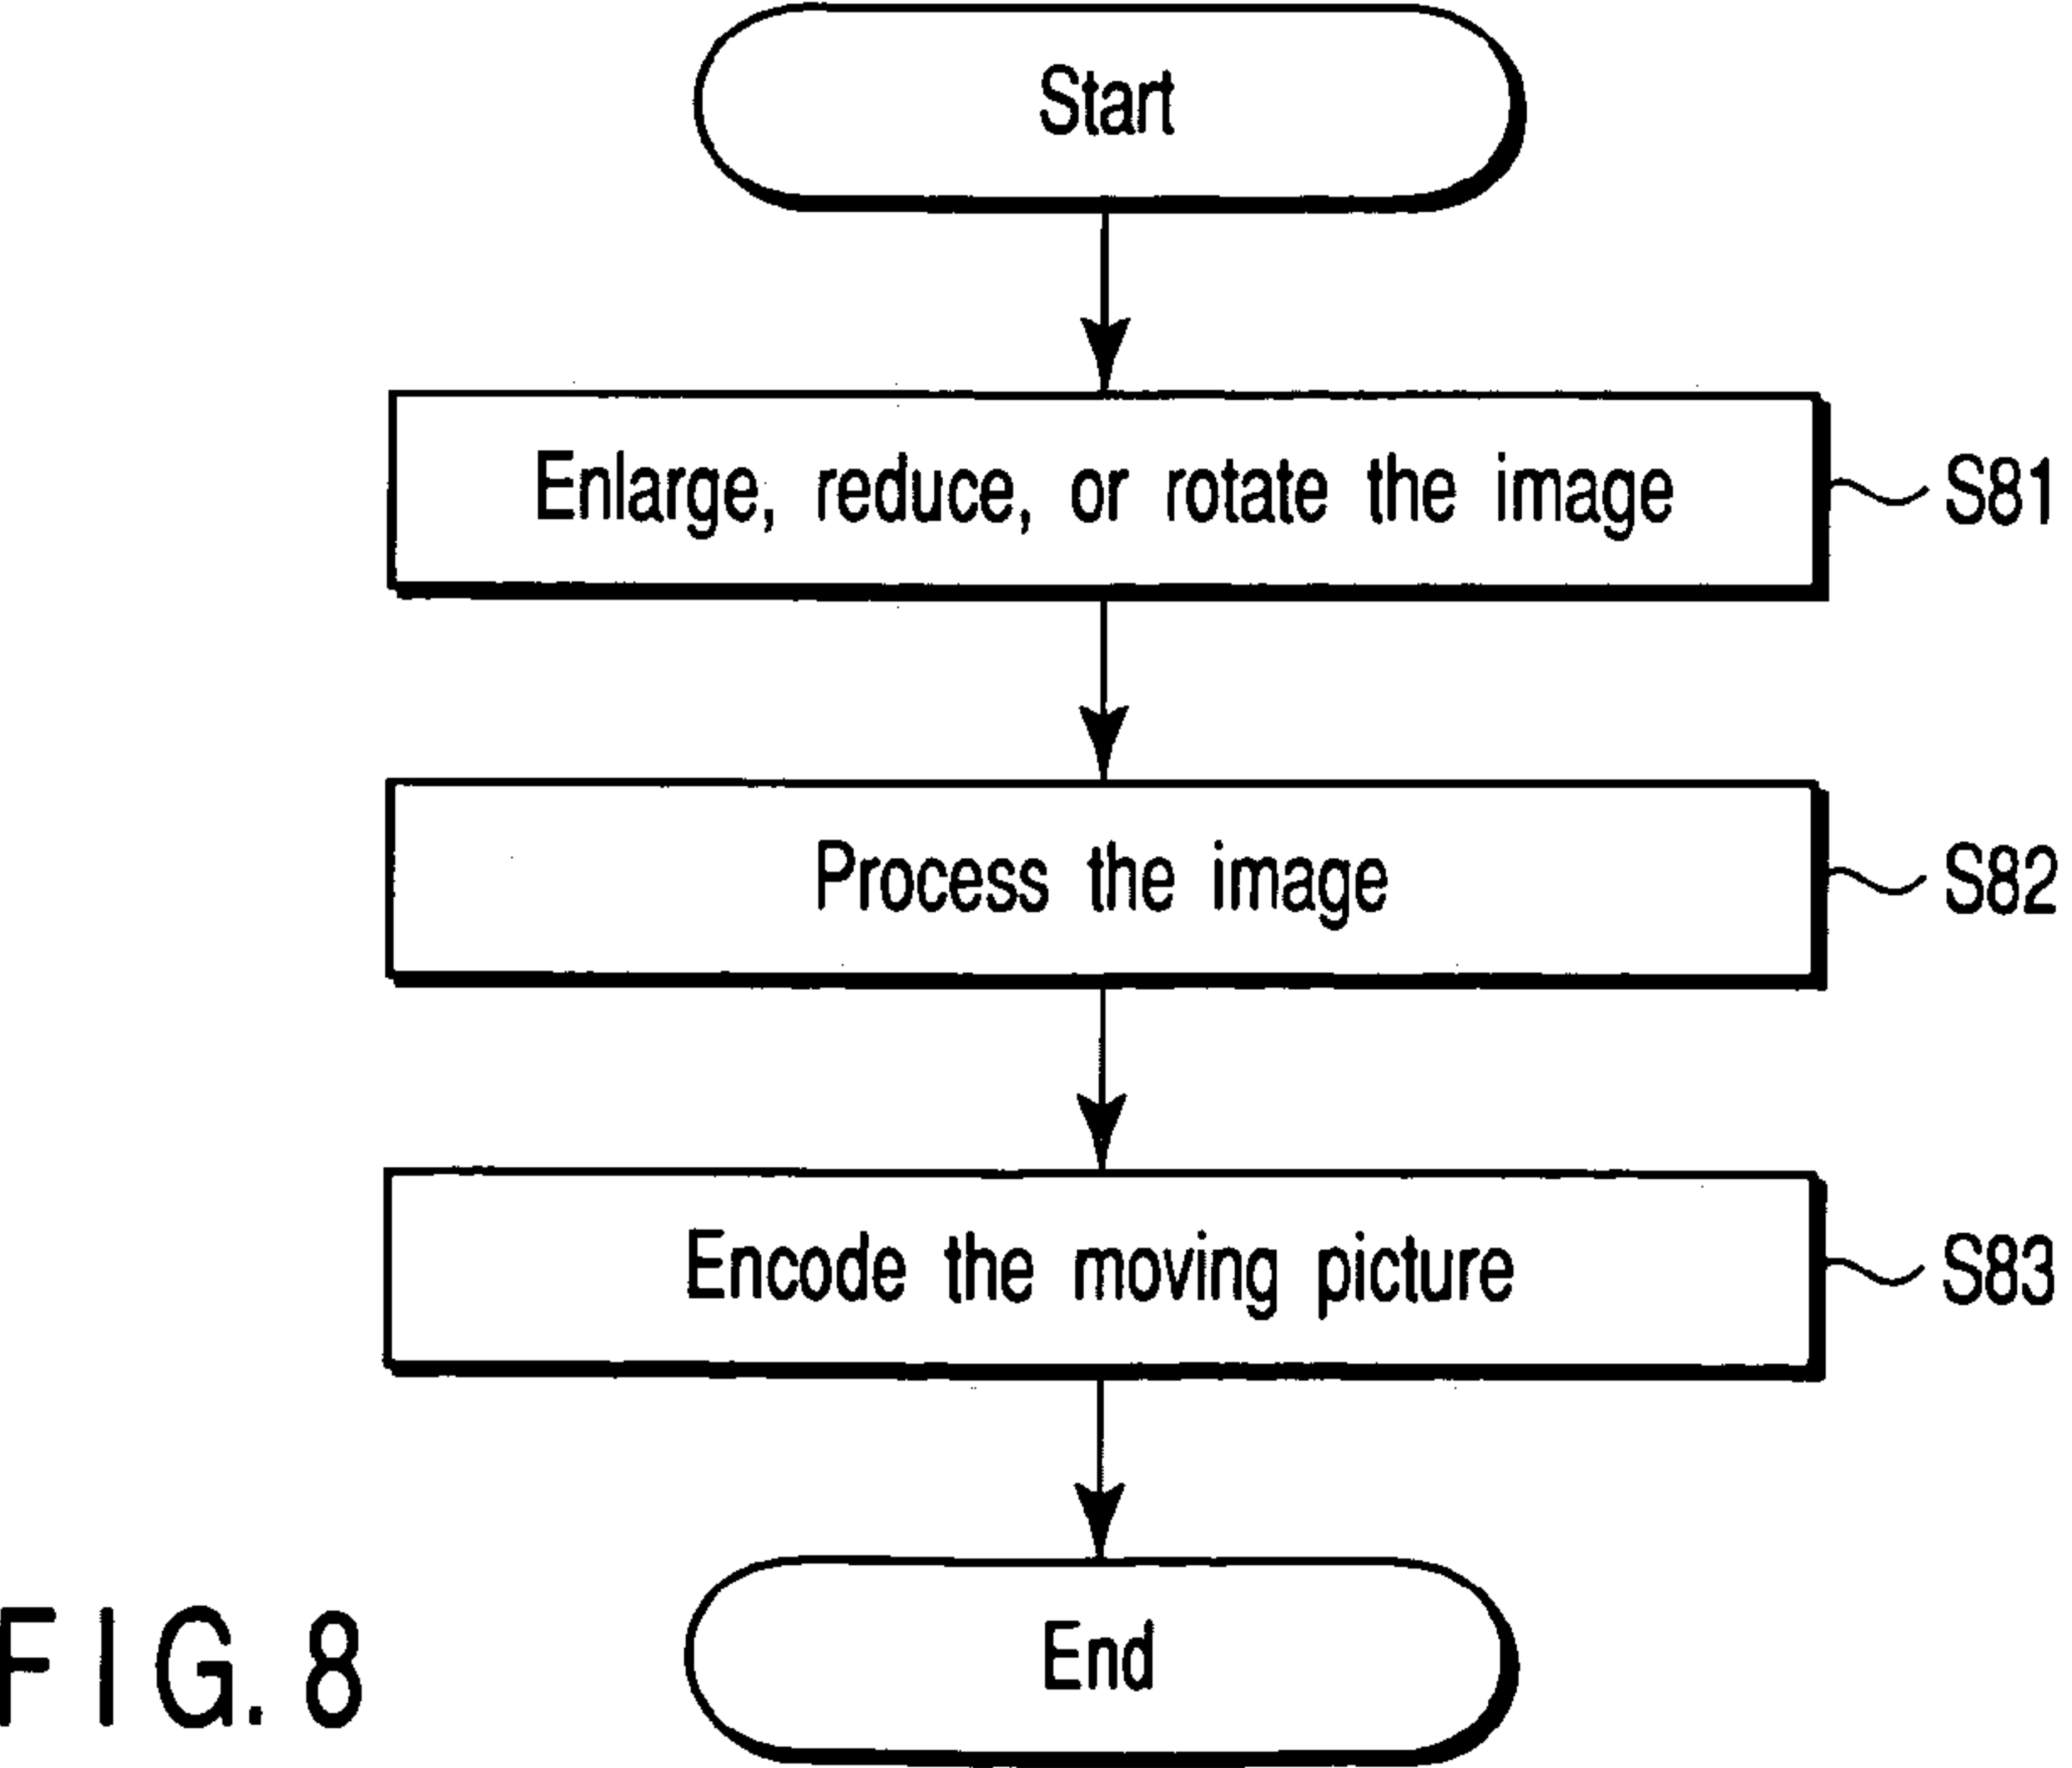 Start
Enlarge, reduce, or rotate the image
S81
Process the image
S82
Encode the moving picture
S83
End
FIG. 8